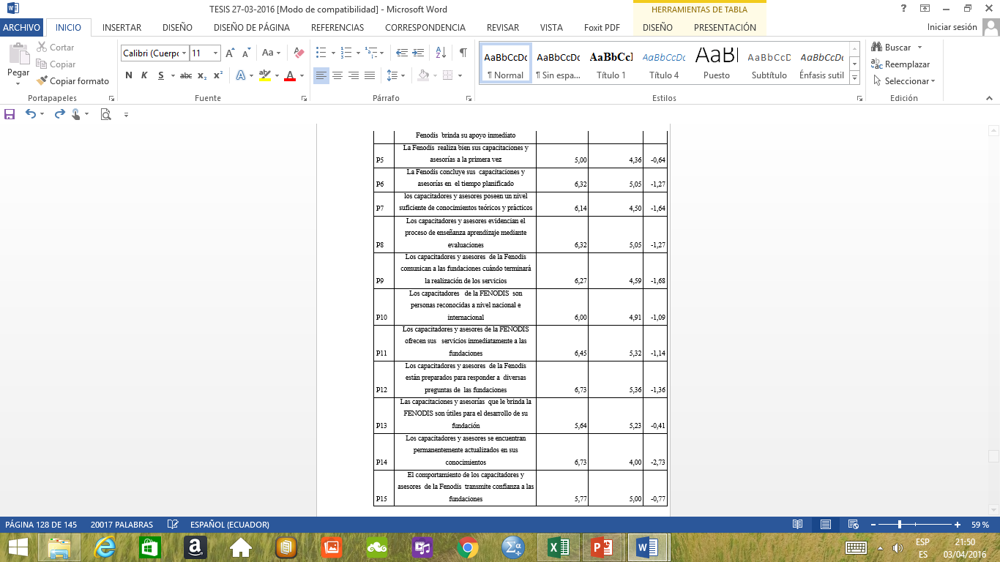 TESIS 27-03-2016 [Modo de compatibilidad] - Microsoft Word
HERRAMIENTAS DE TABLA
ARCHIVO INICIO INSERTAR DISEÑO DISEÑO DE PÁGINA REFERENCIAS CORRESPONDENCIA REVISAR VISTA Foxit PDF DISEÑO PRESENTACIÓN Iniciar sesión
Pegar
Cortar
Copiar
Copiar formato
Portapapeles
Calibri (Cuerpo 11
N K S abc x₂ x²
Fuente
Párrafo
AaBbCcDc AaBbCcDc AaBbCcI AaBbCcDc AaBl AaBbCcD AaBbCcDc
¶ Normal ¶ Sin espa... Título 1 Título 4 Puesto Subtítulo Énfasis sutil
Estilos
Buscar
Reemplazar
Seleccionar
Edición
Fenodis brinda su apoyo inmediato
La Fenodis realiza bien sus capacitaciones y
P5 asesorías a la primera vez 5,00 4,36 -0,64
La Fenodis concluye sus capacitaciones y
P6 asesorías en el tiempo planificado 6,32 5,05 -1,27
los capacitadores y asesores poseen un nivel
P7 suficiente de conocimientos teóricos y prácticos 6,14 4,50 -1,64
Los capacitadores y asesores evidencian el
proceso de enseñanza aprendizaje mediante
P8 evaluaciones 6,32 5,05 -1,27
Los capacitadores y asesores de la Fenodis
comunican a las fundaciones cuándo terminará
P9 la realización de los servicios 6,27 4,59 -1,68
Los capacitadores de la FENODIS son
personas reconocidas a nivel nacional e
P10 internacional 6,00 4,91 -1,09
Los capacitadores y asesores de la FENODIS
ofrecen sus servicios inmediatamente a las
P11 fundaciones 6,45 5,32 -1,14
Los capacitadores y asesores de la Fenodis
están preparados para responder a diversas
P12 preguntas de las fundaciones 6,73 5,36 -1,36
Las capacitaciones y asesorías que le brinda la
FENODIS son útiles para el desarrollo de su
P13 fundación 5,64 5,23 -0,41
Los capacitadores y asesores se encuentran
permanentemente actualizados en sus
P14 conocimientos 6,73 4,00 -2,73
El comportamiento de los capacitadores y
asesores de la Fenodis transmite confianza a las
P15 fundaciones 5,77 5,00 -0,77
PÁGINA 128 DE 145 20017 PALABRAS ESPAÑOL (ECUADOR) 59 %
ESP 21:50
ES 03/04/2016